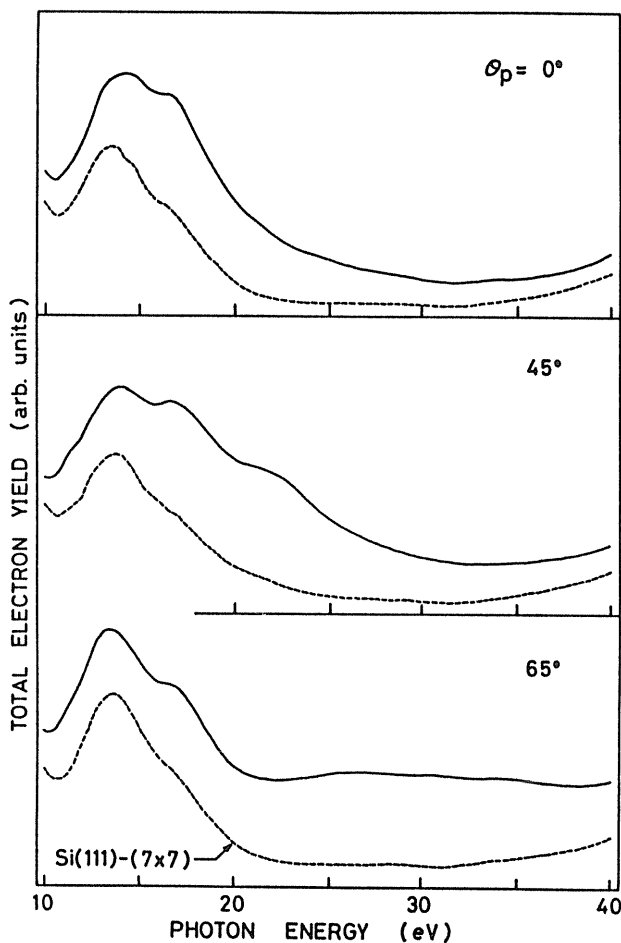 Θp = 0°
45°
65°
Si(111)-(7x7)
10 20 30 40
PHOTON ENERGY (eV)
TOTAL ELECTRON YIELD (arb. units)